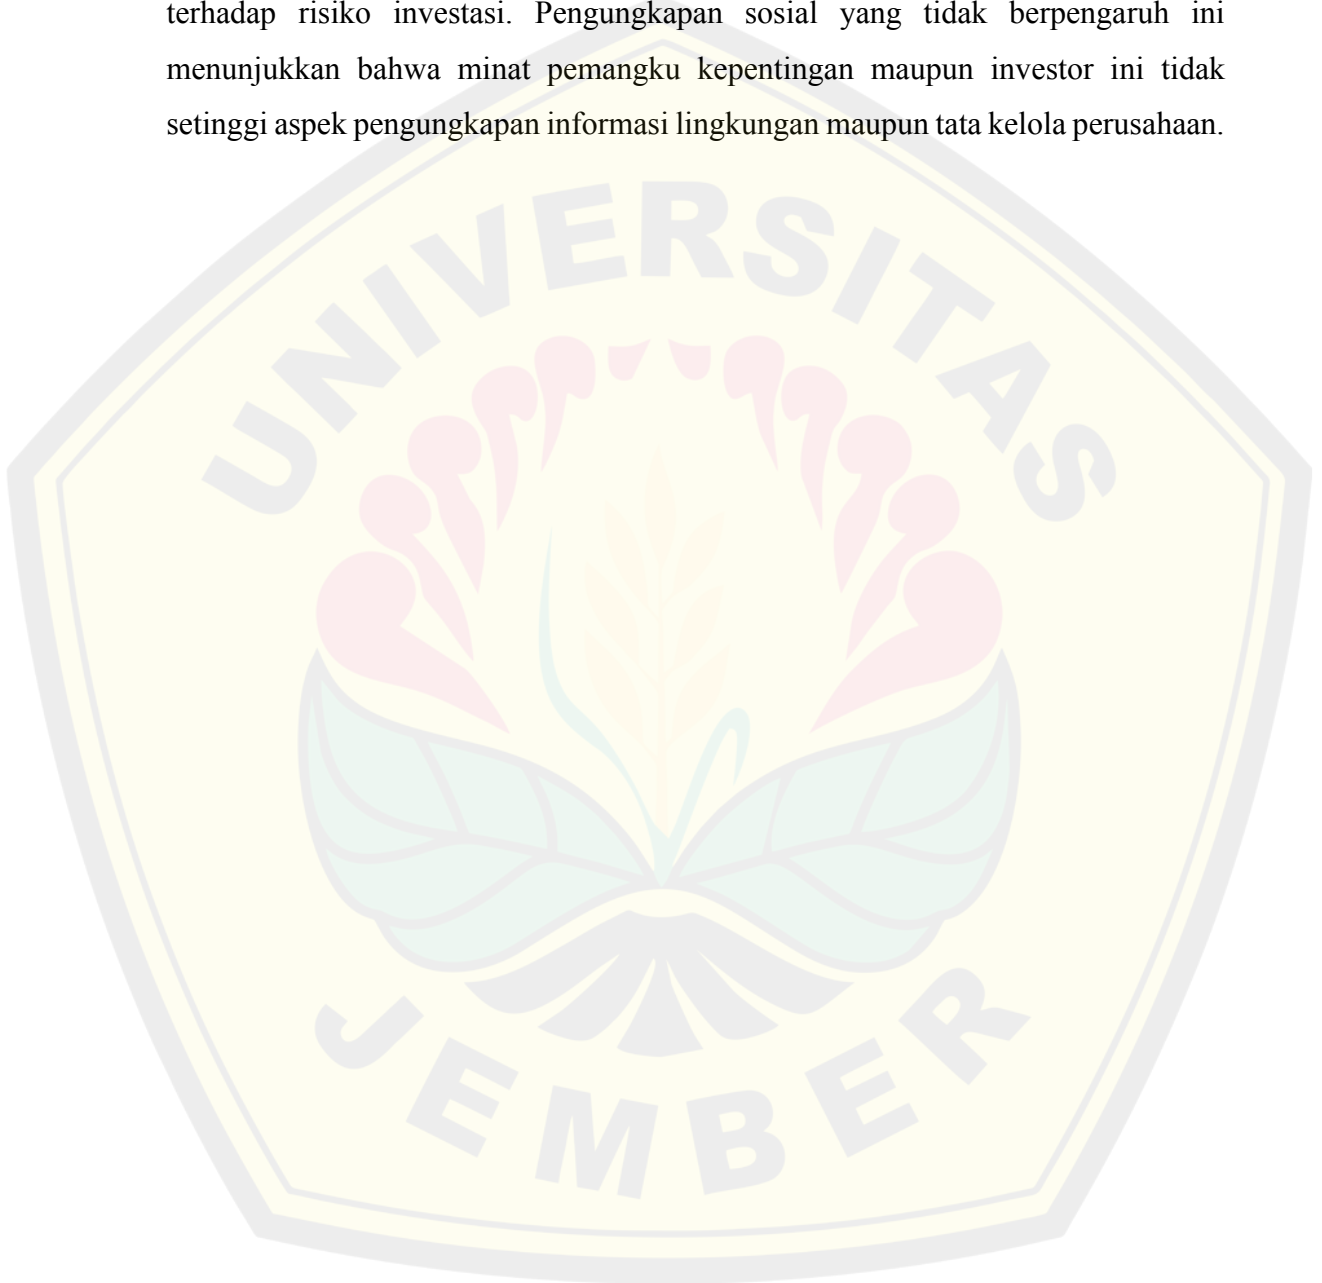 terhadap risiko investasi. Pengungkapan sosial yang tidak berpengaruh ini
menunjukkan bahwa minat pemangku kepentingan maupun investor ini tidak
setinggi aspek pengungkapan informasi lingkungan maupun tata kelola perusahaan.
UNIVERSITAS
JEMBER